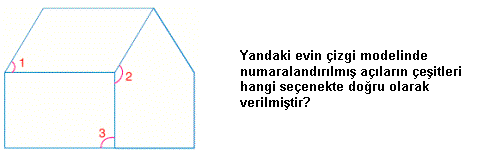 1
2
3
Yandaki evin çizgi modelinde
numaralandırılmış açıların çeşitleri
hangi seçenekte doğru olarak
verilmiştir?